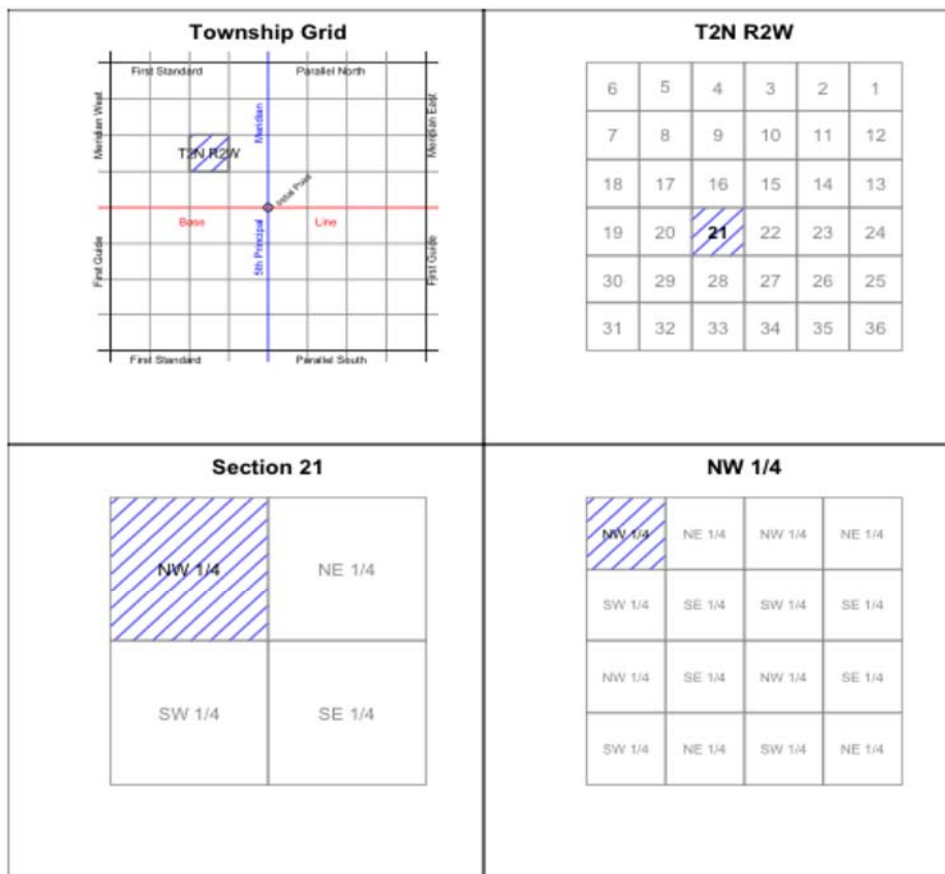 Township Grid
First Standard Parallel North
Meridian West
Meridian
Meridian East
T2N R2W
Initial Point
Base Line
First Guide
5th Principal
First Guide
First Standard Parallel South
T2N R2W
6 5 4 3 2 1
7 8 9 10 11 12
18 17 16 15 14 13
19 20 21 22 23 24
30 29 28 27 26 25
31 32 33 34 35 36
Section 21
NW 1/4 NE 1/4
SW 1/4 SE 1/4
NW 1/4
NW 1/4 NE 1/4 NW 1/4 NE 1/4
SW 1/4 SE 1/4 SW 1/4 SE 1/4
NW 1/4 SE 1/4 NW 1/4 SE 1/4
SW 1/4 NE 1/4 SW 1/4 NE 1/4